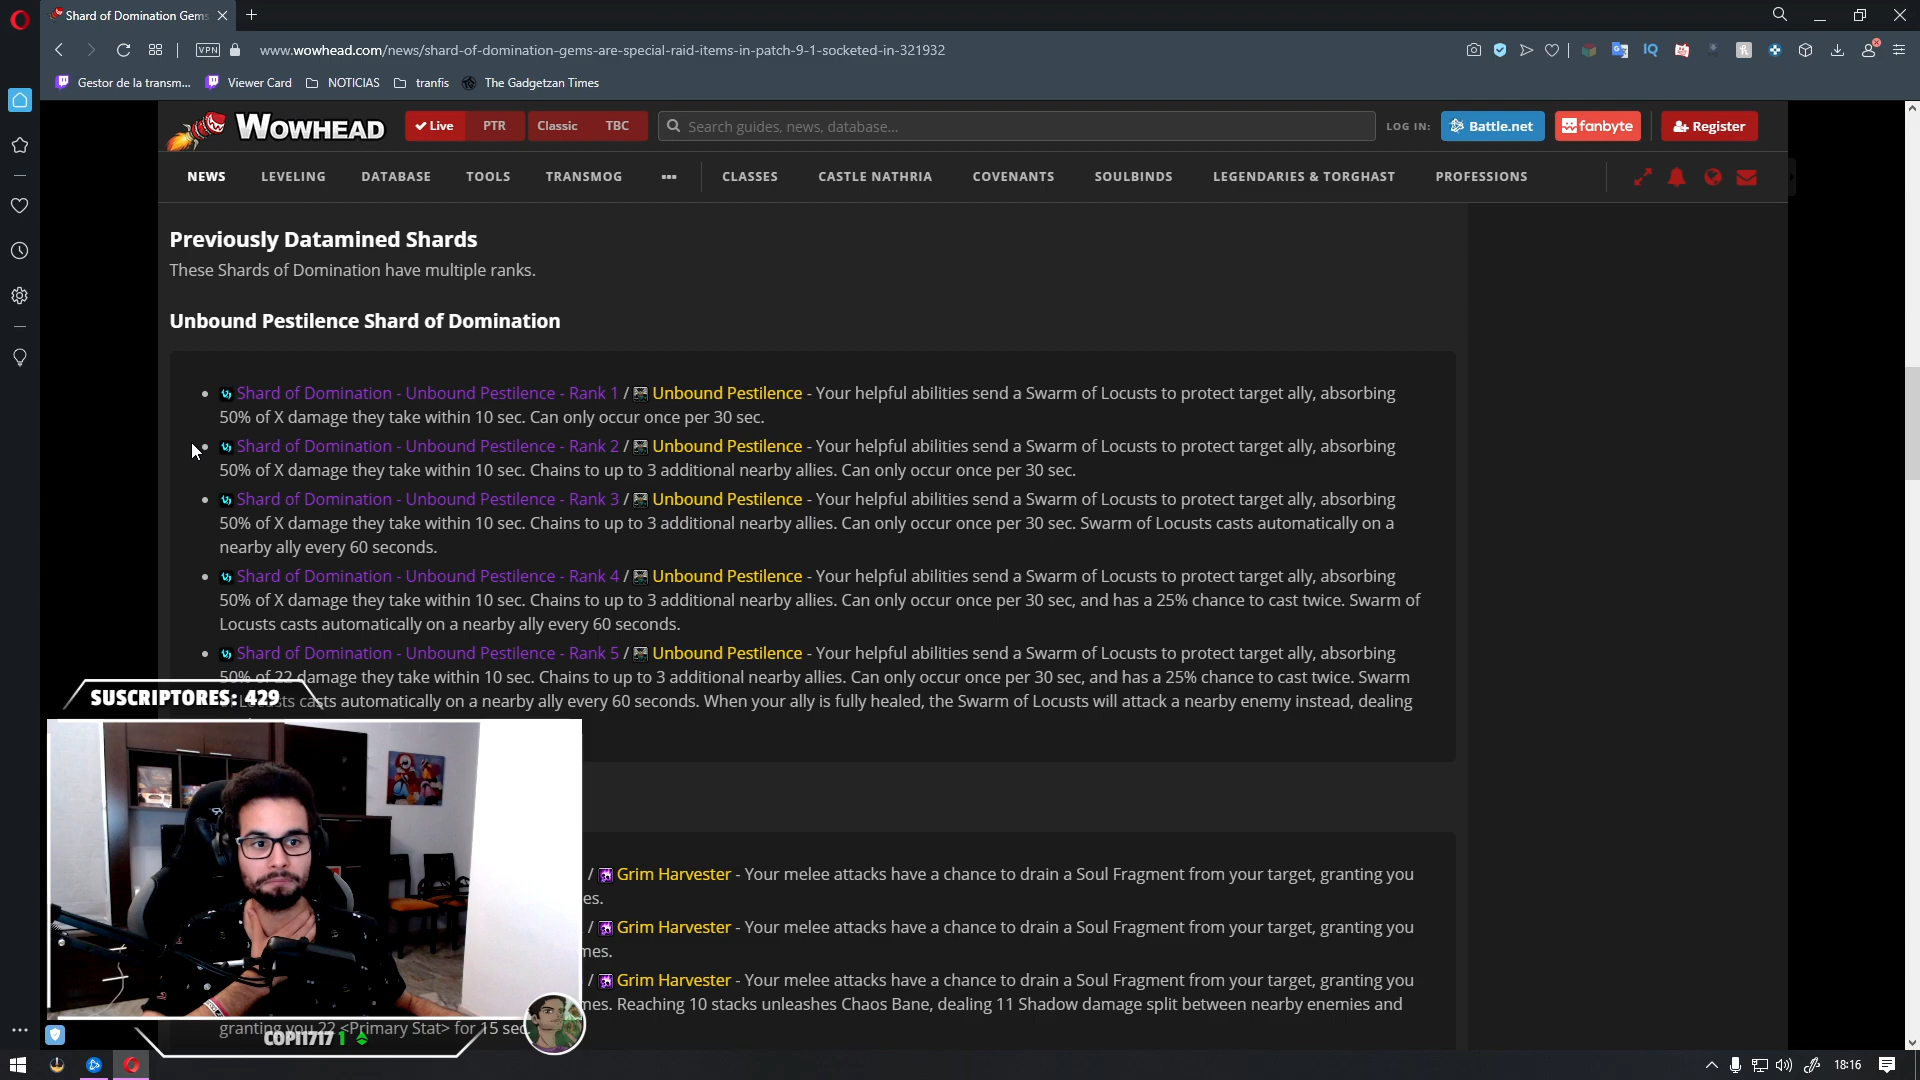 Shard of Domination Gems
VPN
www.wowhead.com/news/shard-of-domination-gems-are-special-raid-items-in-patch-9-1-socketed-in-321932
Gestor de la transm...
Viewer Card
NOTICIAS
tranfis
The Gadgetzan Times
WOWHEAD
Live
PTR
Classic
TBC
Search guides, news, database...
LOG IN:
Battle.net
fanbyte
Register
NEWS
LEVELING
DATABASE
TOOLS
TRANSMOG
CLASSES
CASTLE NATHRIA
COVENANTS
SOULBINDS
LEGENDARIES & TORGHAST
PROFESSIONS
Previously Datamined Shards
These Shards of Domination have multiple ranks.
Unbound Pestilence Shard of Domination
Shard of Domination - Unbound Pestilence - Rank 1 / Unbound Pestilence - Your helpful abilities send a Swarm of Locusts to protect target ally, absorbing
50% of X damage they take within 10 sec. Can only occur once per 30 sec.
Shard of Domination - Unbound Pestilence - Rank 2 / Unbound Pestilence - Your helpful abilities send a Swarm of Locusts to protect target ally, absorbing
50% of X damage they take within 10 sec. Chains to up to 3 additional nearby allies. Can only occur once per 30 sec.
Shard of Domination - Unbound Pestilence - Rank 3 / Unbound Pestilence - Your helpful abilities send a Swarm of Locusts to protect target ally, absorbing
50% of X damage they take within 10 sec. Chains to up to 3 additional nearby allies. Can only occur once per 30 sec. Swarm of Locusts casts automatically on a
nearby ally every 60 seconds.
Shard of Domination - Unbound Pestilence - Rank 4 / Unbound Pestilence - Your helpful abilities send a Swarm of Locusts to protect target ally, absorbing
50% of X damage they take within 10 sec. Chains to up to 3 additional nearby allies. Can only occur once per 30 sec, and has a 25% chance to cast twice. Swarm of
Locusts casts automatically on a nearby ally every 60 seconds.
Shard of Domination - Unbound Pestilence - Rank 5 / Unbound Pestilence - Your helpful abilities send a Swarm of Locusts to protect target ally, absorbing
50% of 22 damage they take within 10 sec. Chains to up to 3 additional nearby allies. Can only occur once per 30 sec, and has a 25% chance to cast twice. Swarm
casts automatically on a nearby ally every 60 seconds. When your ally is fully healed, the Swarm of Locusts will attack a nearby enemy instead, dealing
SUSCRIPTORES: 429
/ Grim Harvester - Your melee attacks have a chance to drain a Soul Fragment from your target, granting you
es.
/ Grim Harvester - Your melee attacks have a chance to drain a Soul Fragment from your target, granting you
mes.
/ Grim Harvester - Your melee attacks have a chance to drain a Soul Fragment from your target, granting you
mes. Reaching 10 stacks unleashes Chaos Bane, dealing 11 Shadow damage split between nearby enemies and
granting you 22 <Primary Stat> for 15 sec
COPI1717 1
18:16